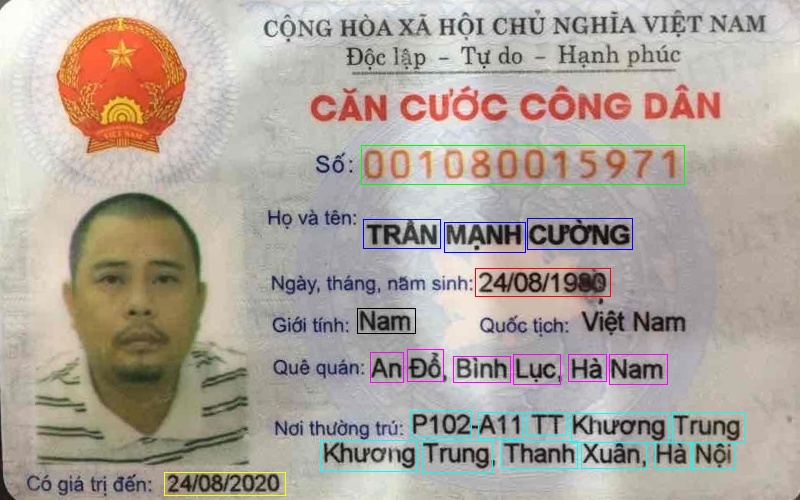 CỘNG HÒA XÃ HỘI CHỦ NGHĨA VIỆT NAM
Độc lập - Tự do - Hạnh phúc
CĂN CƯỚC CÔNG DÂN
Số: 001080015971
Họ và tên: TRẦN MẠNH CƯỜNG
Ngày, tháng, năm sinh: 24/08/1980
Giới tính: Nam Quốc tịch: Việt Nam
Quê quán: An Đổ, Bình Lục, Hà Nam
Nơi thường trú: P102-A11 TT Khương Trung
Khương Trung, Thanh Xuân, Hà Nội
Có giá trị đến: 24/08/2020
VIỆT NAM